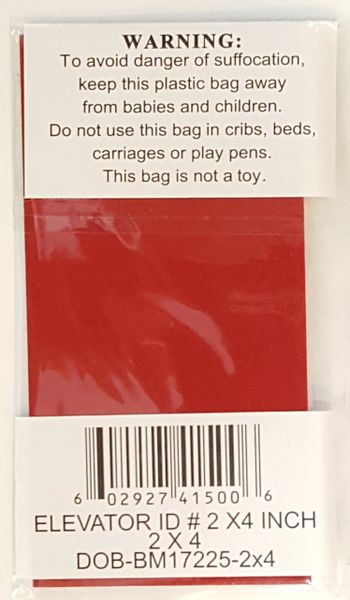 WARNING:
To avoid danger of suffocation,
keep this plastic bag away
from babies and children.
Do not use this bag in cribs, beds,
carriages or play pens.
This bag is not a toy.
6 02927 41500 6
ELEVATOR ID # 2 X4 INCH
2 X 4
DOB-BM17225-2x4